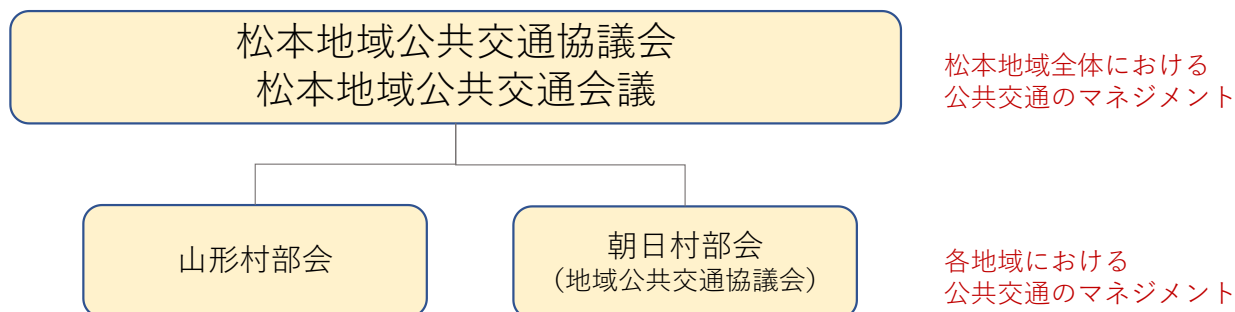 松本地域公共交通協議会
松本地域公共交通会議
松本地域全体における
公共交通のマネジメント
山形村部会
朝日村部会
（地域公共交通協議会）
各地域における
公共交通のマネジメント